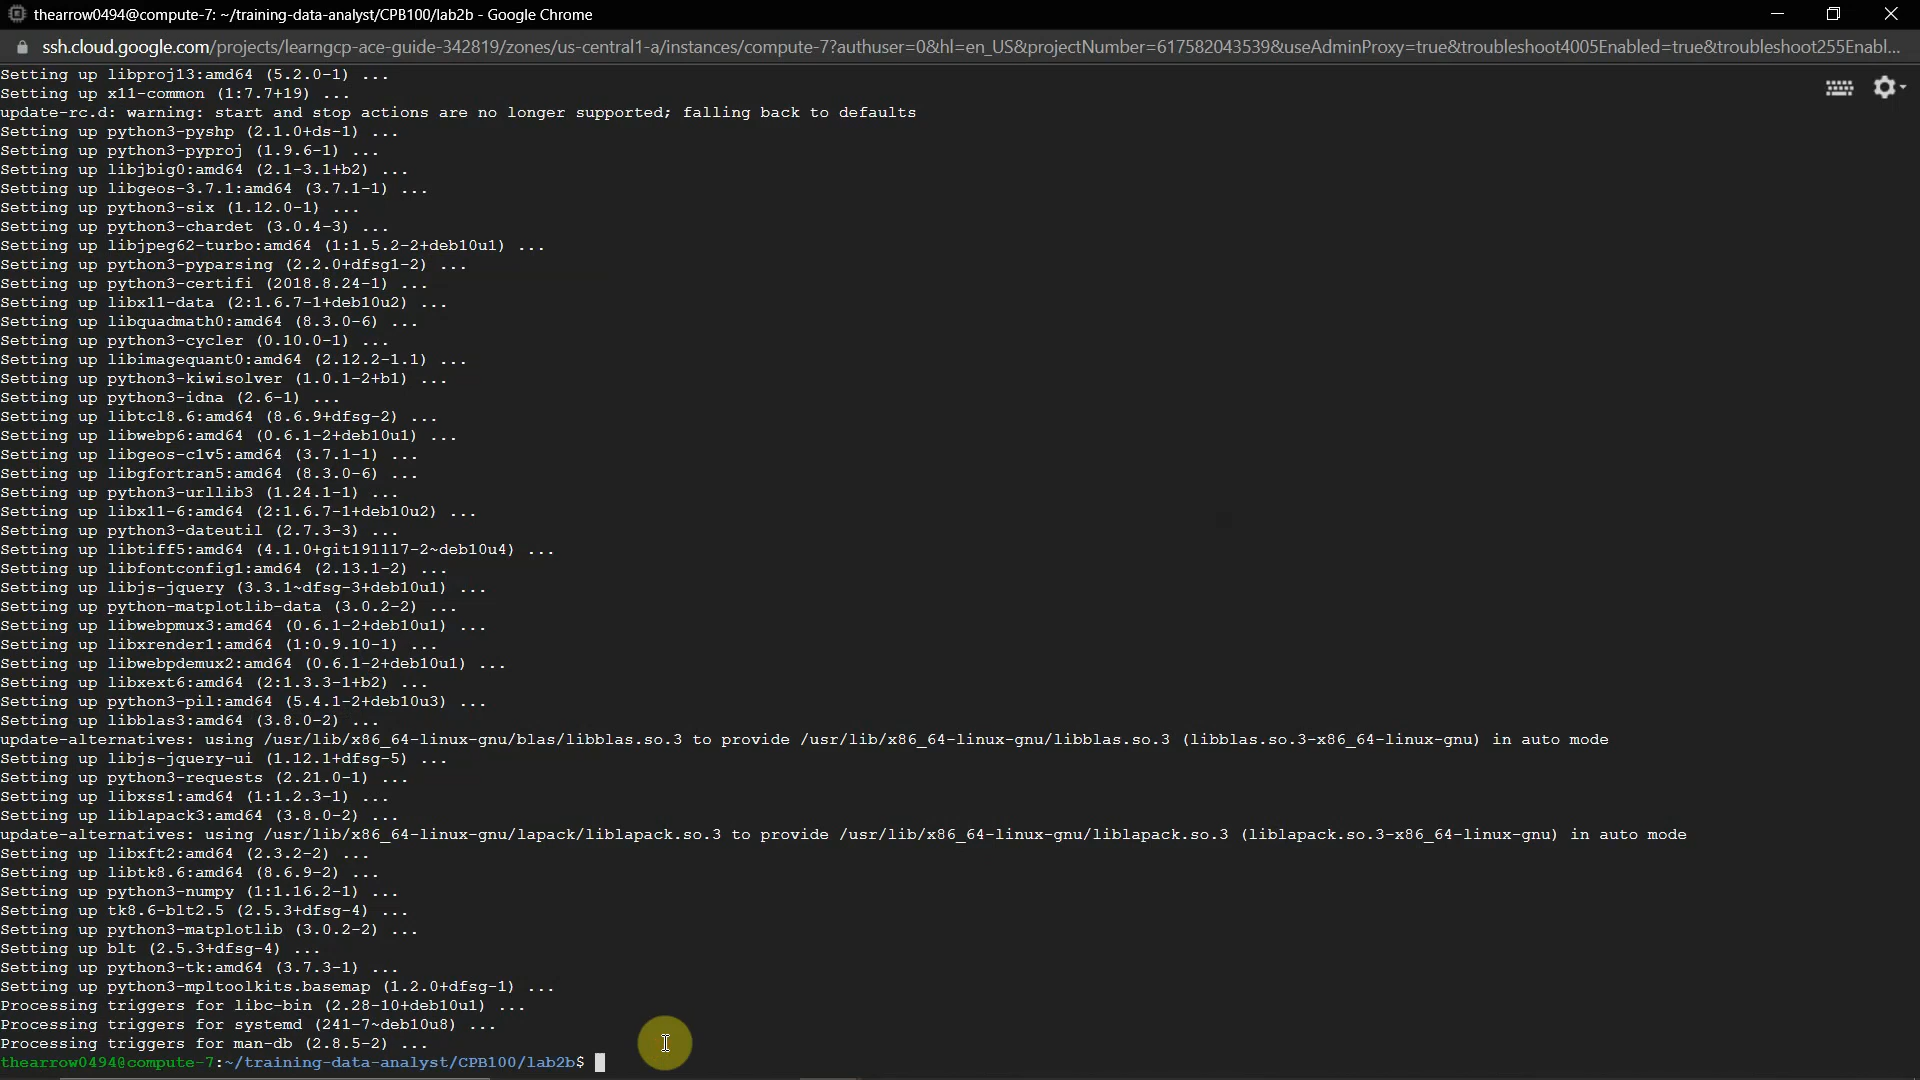 thearrow0494@compute-7: ~/training-data-analyst/CPB100/lab2b - Google Chrome
ssh.cloud.google.com/projects/learngcp-ace-guide-342819/zones/us-central1-a/instances/compute-7?authuser=0&hl=en_US&projectNumber=617582043539&useAdminProxy=true&troubleshoot4005Enabled=true&troubleshoot255Enabl...
Setting up libproj13:amd64 (5.2.0-1) ...
Setting up x11-common (1:7.7+19) ...
update-rc.d: warning: start and stop actions are no longer supported; falling back to defaults
Setting up python3-pyshp (2.1.0+ds-1) ...
Setting up python3-pyproj (1.9.6-1) ...
Setting up libjbig0:amd64 (2.1-3.1+b2) ...
Setting up libgeos-3.7.1:amd64 (3.7.1-1) ...
Setting up python3-six (1.12.0-1) ...
Setting up python3-chardet (3.0.4-3) ...
Setting up libjpeg62-turbo:amd64 (1:1.5.2-2+deb10u1) ...
Setting up python3-pyparsing (2.2.0+dfsg1-2) ...
Setting up python3-certifi (2018.8.24-1) ...
Setting up libx11-data (2:1.6.7-1+deb10u2) ...
Setting up libquadmath0:amd64 (8.3.0-6) ...
Setting up python3-cycler (0.10.0-1) ...
Setting up libimagequant0:amd64 (2.12.2-1.1) ...
Setting up python3-kiwisolver (1.0.1-2+b1) ...
Setting up python3-idna (2.6-1) ...
Setting up libtcl8.6:amd64 (8.6.9+dfsg-2) ...
Setting up libwebp6:amd64 (0.6.1-2+deb10u1) ...
Setting up libgeos-c1v5:amd64 (3.7.1-1) ...
Setting up libgfortran5:amd64 (8.3.0-6) ...
Setting up python3-urllib3 (1.24.1-1) ...
Setting up libx11-6:amd64 (2:1.6.7-1+deb10u2) ...
Setting up python3-dateutil (2.7.3-3) ...
Setting up libtiff5:amd64 (4.1.0+git191117-2~deb10u4) ...
Setting up libfontconfig1:amd64 (2.13.1-2) ...
Setting up libjs-jquery (3.3.1~dfsg-3+deb10u1) ...
Setting up python-matplotlib-data (3.0.2-2) ...
Setting up libwebpmux3:amd64 (0.6.1-2+deb10u1) ...
Setting up libxrender1:amd64 (1:0.9.10-1) ...
Setting up libwebpdemux2:amd64 (0.6.1-2+deb10u1) ...
Setting up libxext6:amd64 (2:1.3.3-1+b2) ...
Setting up python3-pil:amd64 (5.4.1-2+deb10u3) ...
Setting up libblas3:amd64 (3.8.0-2) ...
update-alternatives: using /usr/lib/x86_64-linux-gnu/blas/libblas.so.3 to provide /usr/lib/x86_64-linux-gnu/libblas.so.3 (libblas.so.3-x86_64-linux-gnu) in auto mode
Setting up libjs-jquery-ui (1.12.1+dfsg-5) ...
Setting up python3-requests (2.21.0-1) ...
Setting up libxss1:amd64 (1:1.2.3-1) ...
Setting up liblapack3:amd64 (3.8.0-2) ...
update-alternatives: using /usr/lib/x86_64-linux-gnu/lapack/liblapack.so.3 to provide /usr/lib/x86_64-linux-gnu/liblapack.so.3 (liblapack.so.3-x86_64-linux-gnu) in auto mode
Setting up libxft2:amd64 (2.3.2-2) ...
Setting up libtk8.6:amd64 (8.6.9-2) ...
Setting up python3-numpy (1:1.16.2-1) ...
Setting up tk8.6-blt2.5 (2.5.3+dfsg-4) ...
Setting up python3-matplotlib (3.0.2-2) ...
Setting up blt (2.5.3+dfsg-4) ...
Setting up python3-tk:amd64 (3.7.3-1) ...
Setting up python3-mpltoolkits.basemap (1.2.0+dfsg-1) ...
Processing triggers for libc-bin (2.28-10+deb10u1) ...
Processing triggers for systemd (241-7~deb10u8) ...
Processing triggers for man-db (2.8.5-2) ...
thearrow0494@compute-7:~/training-data-analyst/CPB100/lab2b$